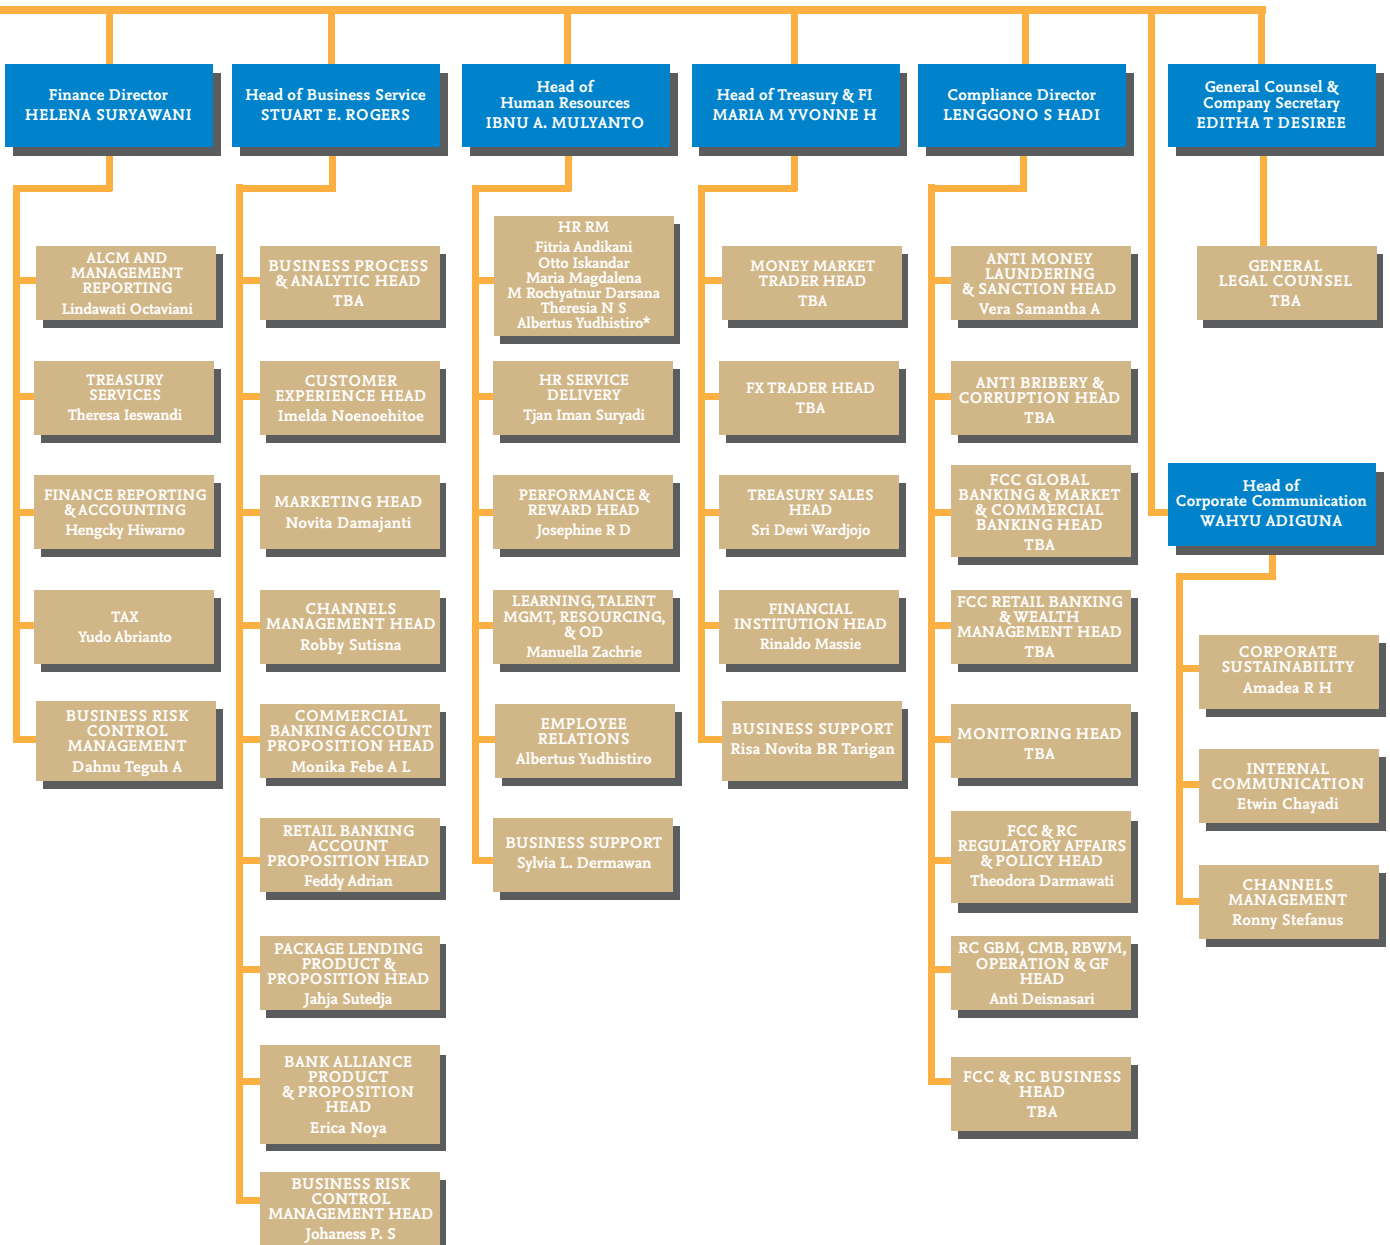 Finance Director
HELENA SURYAWANI
Head of Business Service
STUART E. ROGERS
Head of
Human Resources
IBNU A. MULYANTO
Head of Treasury & FI
MARIA M YVONNE H
Compliance Director
LENGGONO S HADI
General Counsel &
Company Secretary
EDITHA T DESIREE
ALCM AND
MANAGEMENT
REPORTING
Lindawati Octaviani
TREASURY
SERVICES
Theresa Ieswandi
FINANCE REPORTING
& ACCOUNTING
Hengcky Hiwarno
TAX
Yudo Abrianto
BUSINESS RISK
CONTROL
MANAGEMENT
Dahnu Teguh A
BUSINESS PROCESS
& ANALYTIC HEAD
TBA
CUSTOMER
EXPERIENCE HEAD
Imelda Noenoehitoe
MARKETING HEAD
Novita Damajanti
CHANNELS
MANAGEMENT HEAD
Robby Sutisna
COMMERCIAL
BANKING ACCOUNT
PROPOSITION HEAD
Monika Febe A L
RETAIL BANKING
ACCOUNT
PROPOSITION HEAD
Feddy Adrian
PACKAGE LENDING
PRODUCT &
PROPOSITION HEAD
Jahja Sutedja
BANK ALLIANCE
PRODUCT
& PROPOSITION
HEAD
Erica Noya
BUSINESS RISK
CONTROL
MANAGEMENT HEAD
Johaness P. S
HR RM
Fitria Andikani
Otto Iskandar
Maria Magdalena
M Rochyatnur Darsana
Theresia N S
Albertus Yudhistiro*
HR SERVICE
DELIVERY
Tjan Iman Suryadi
PERFORMANCE &
REWARD HEAD
Josephine R D
LEARNING, TALENT
MGMT, RESOURCING,
& OD
Manuella Zachrie
EMPLOYEE
RELATIONS
Albertus Yudhistiro
BUSINESS SUPPORT
Sylvia L. Dermawan
MONEY MARKET
TRADER HEAD
TBA
FX TRADER HEAD
TBA
TREASURY SALES
HEAD
Sri Dewi Wardjojo
FINANCIAL
INSTITUTION HEAD
Rinaldo Massie
BUSINESS SUPPORT
Risa Novita BR Tarigan
ANTI MONEY
LAUNDERING
& SANCTION HEAD
Vera Samantha A
ANTI BRIBERY &
CORRUPTION HEAD
TBA
FCC GLOBAL
BANKING & MARKET
& COMMERCIAL
BANKING HEAD
TBA
FCC RETAIL BANKING
& WEALTH
MANAGEMENT HEAD
TBA
MONITORING HEAD
TBA
FCC & RC
REGULATORY AFFAIRS
& POLICY HEAD
Theodora Darmawati
RC GBM, CMB, RBWM,
OPERATION & GF
HEAD
Anti Deisnasari
FCC & RC BUSINESS
HEAD
TBA
GENERAL
LEGAL COUNSEL
TBA
Head of
Corporate Communication
WAHYU ADIGUNA
CORPORATE
SUSTAINABILITY
Amadea R H
INTERNAL
COMMUNICATION
Etwin Chayadi
CHANNELS
MANAGEMENT
Ronny Stefanus